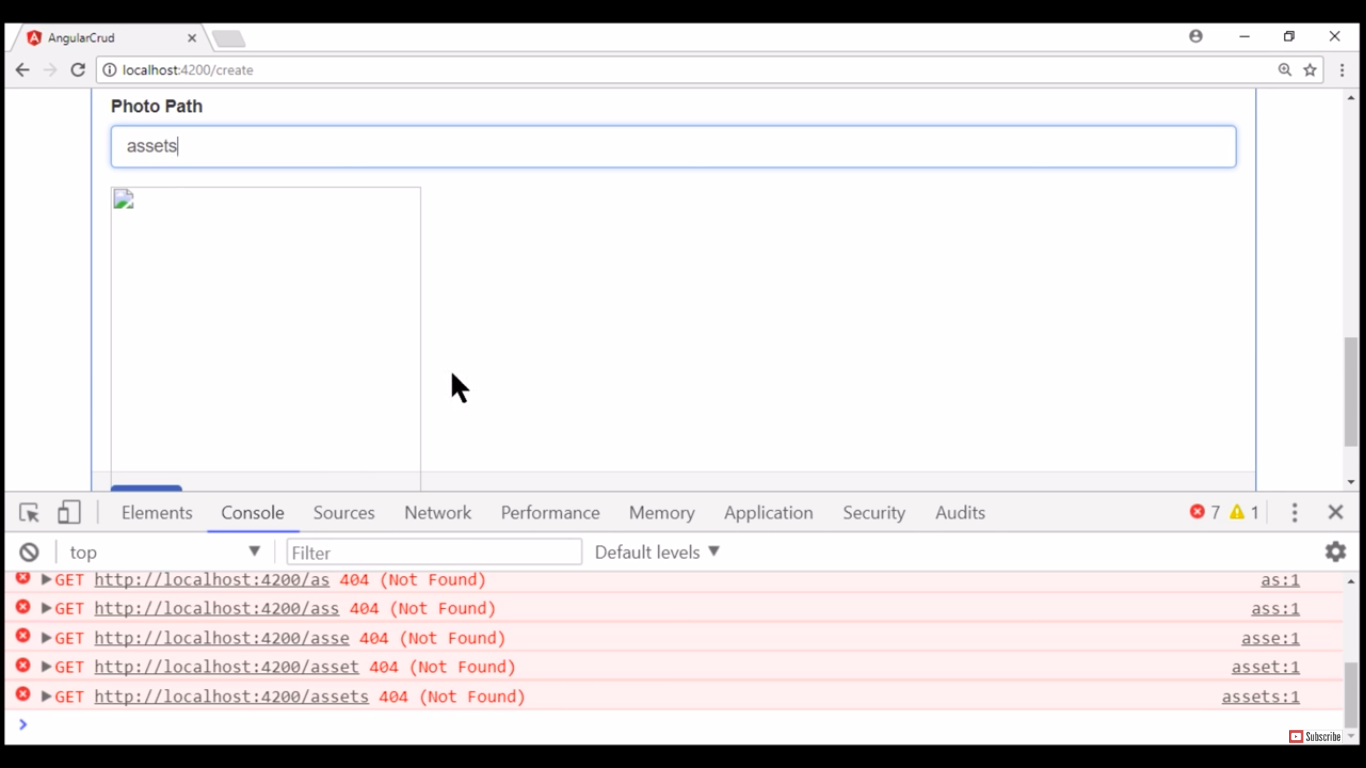 AngularCrud
localhost:4200/create
Photo Path
assets
Elements Console Sources Network Performance Memory Application Security Audits 7 1
top Filter Default levels
GET http://localhost:4200/as 404 (Not Found) as:1
GET http://localhost:4200/ass 404 (Not Found) ass:1
GET http://localhost:4200/asse 404 (Not Found) asse:1
GET http://localhost:4200/asset 404 (Not Found) asset:1
GET http://localhost:4200/assets 404 (Not Found) assets:1
Subscribe